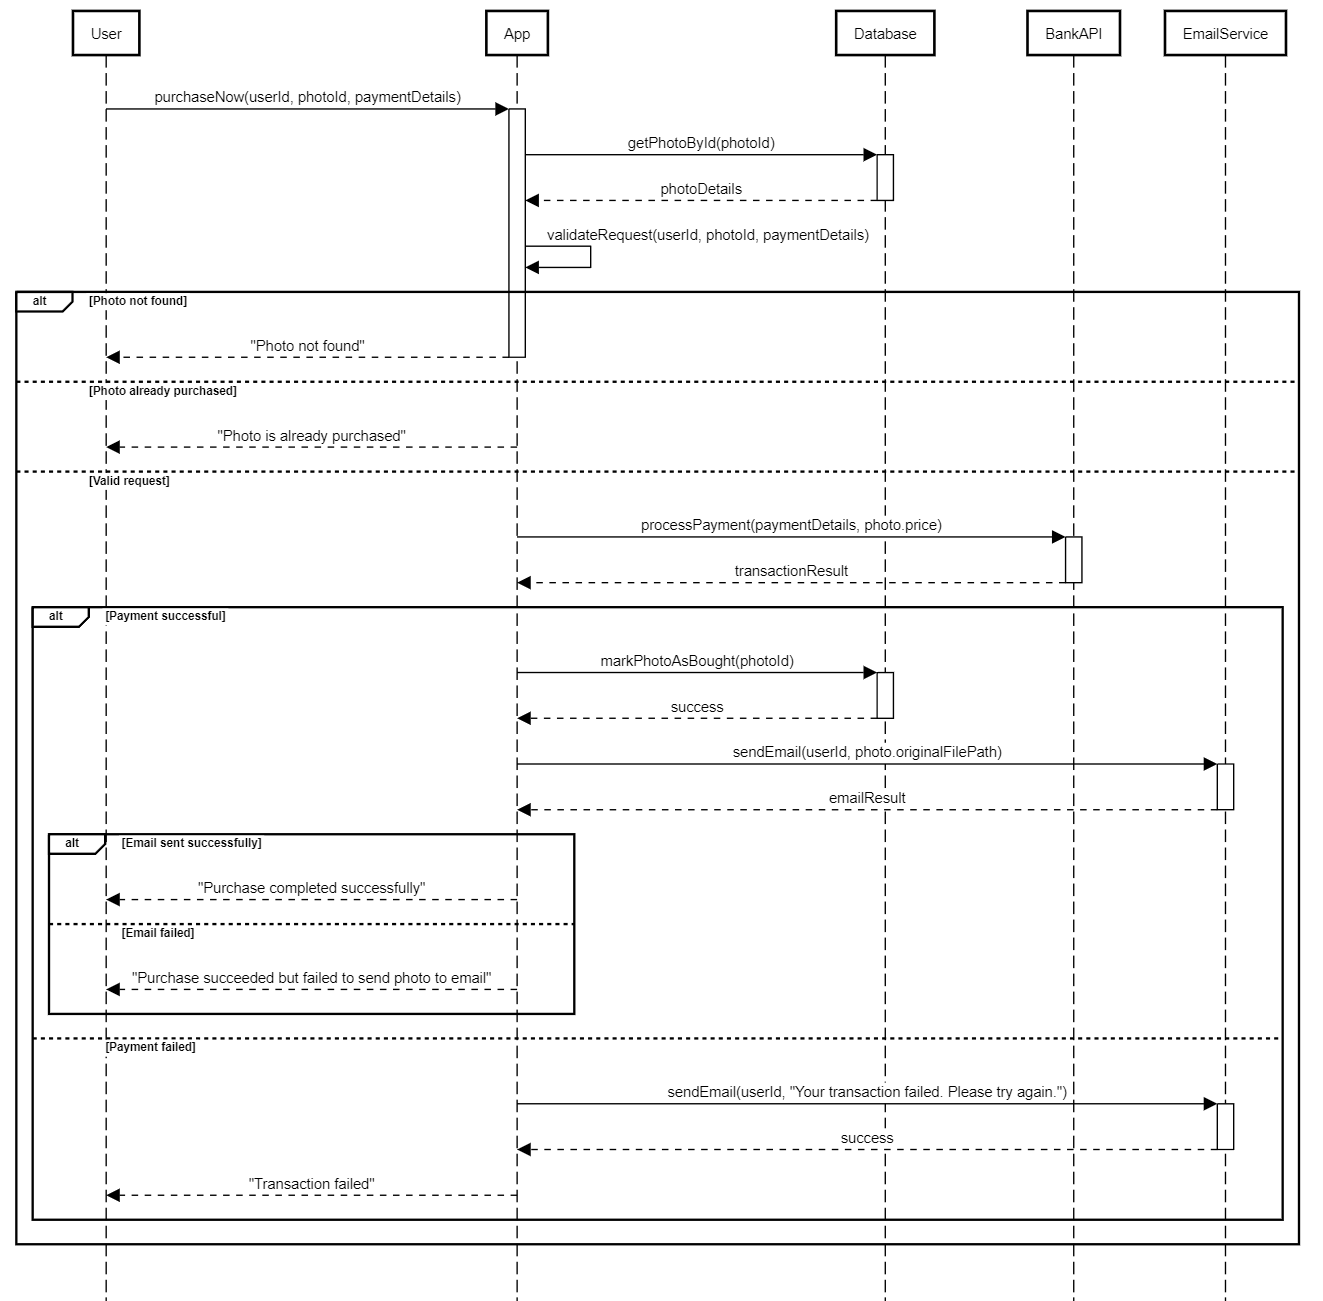 User
App
Database
BankAPI
EmailService
purchaseNow(userId, photoId, paymentDetails)
getPhotoById(photoId)
photoDetails
validateRequest(userId, photoId, paymentDetails)
alt
[Photo not found]
"Photo not found"
[Photo already purchased]
"Photo is already purchased"
[Valid request]
processPayment(paymentDetails, photo.price)
transactionResult
alt
[Payment successful]
markPhotoAsBought(photoId)
success
sendEmail(userId, photo.originalFilePath)
emailResult
alt
[Email sent successfully]
"Purchase completed successfully"
[Email failed]
"Purchase succeeded but failed to send photo to email"
[Payment failed]
sendEmail(userId, "Your transaction failed. Please try again.")
success
"Transaction failed"